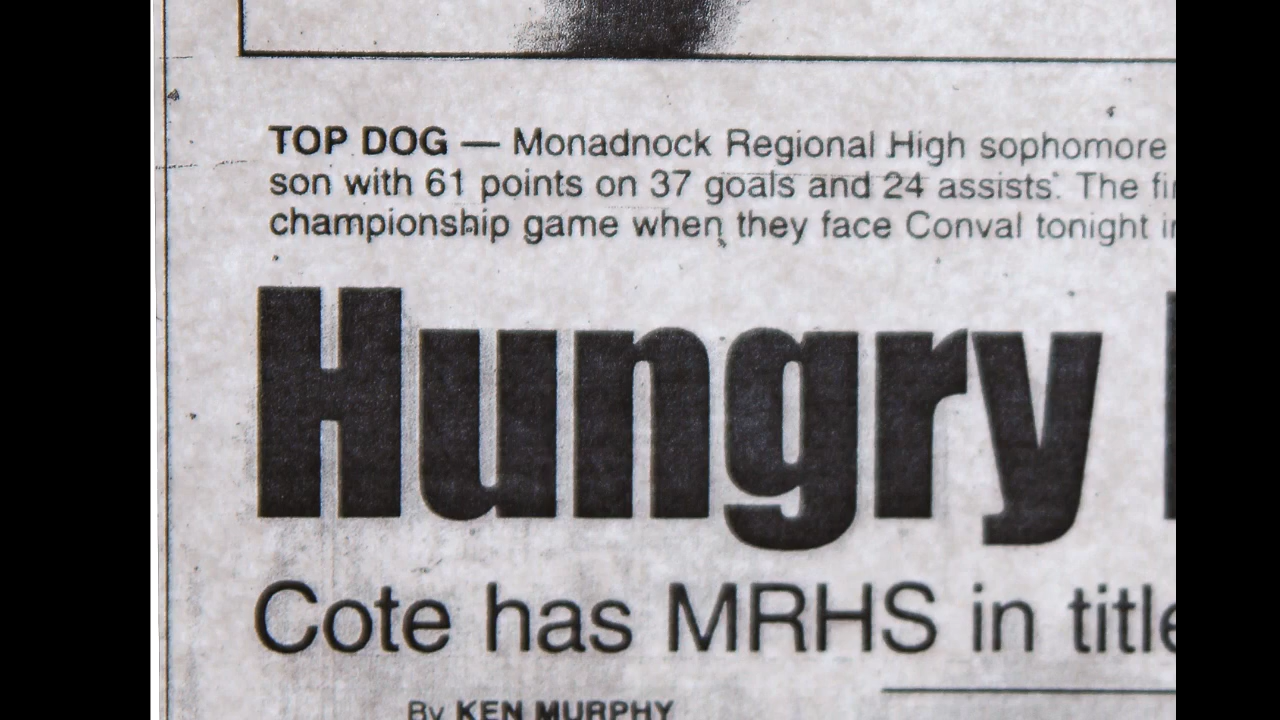 TOP DOG — Monadnock Regional High sophomore
son with 61 points on 37 goals and 24 assists. The
championship game when they face Conval tonight
Hungry
Cote has MRHS in title
By KEN MURPHY